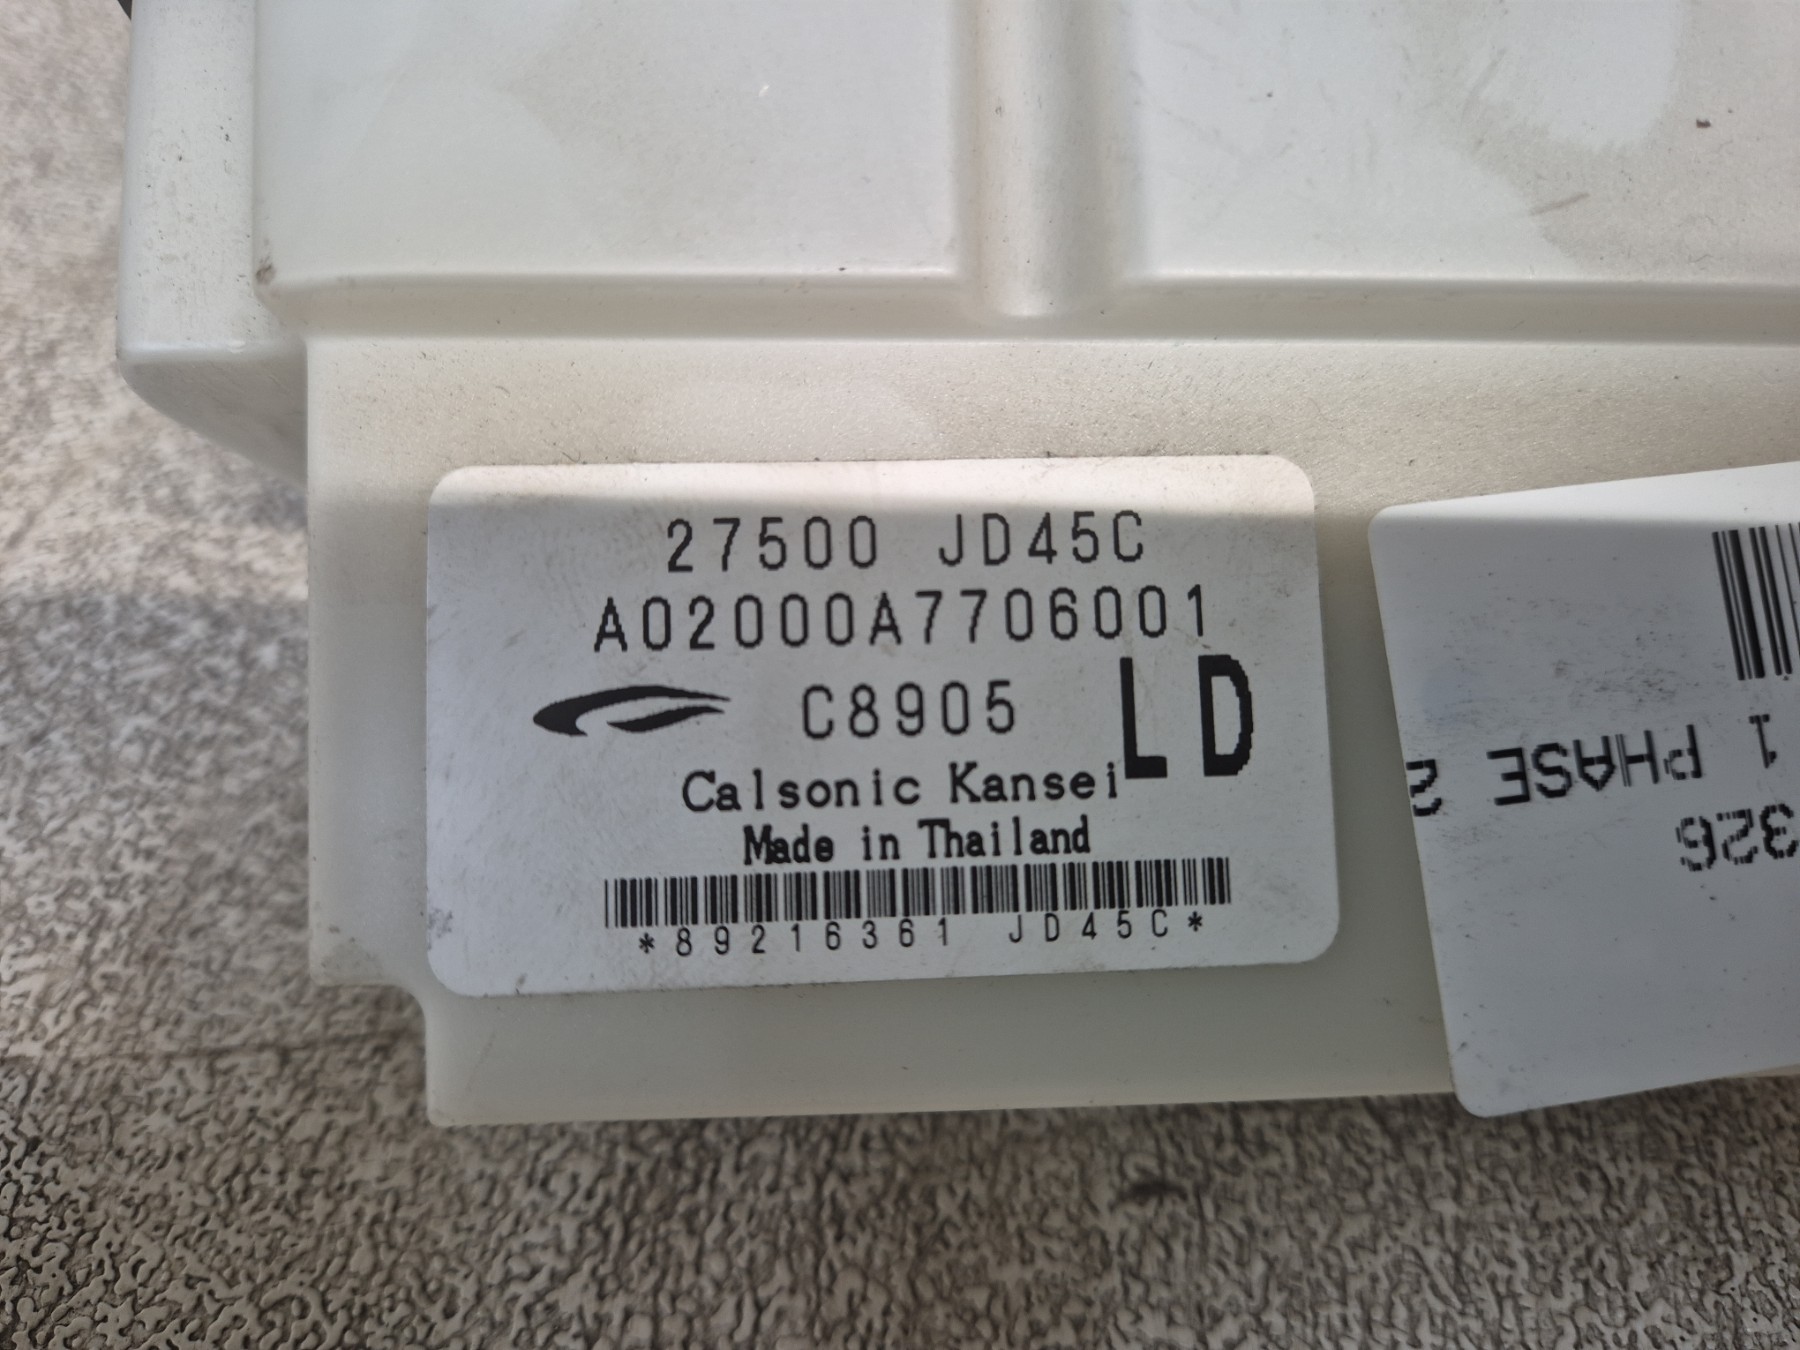 27500 JD45C
A02000A7706001
C8905 LD
Calsonic Kansei
Made in Thailand
*89216361 JD45C*
1 PHASE 2
326